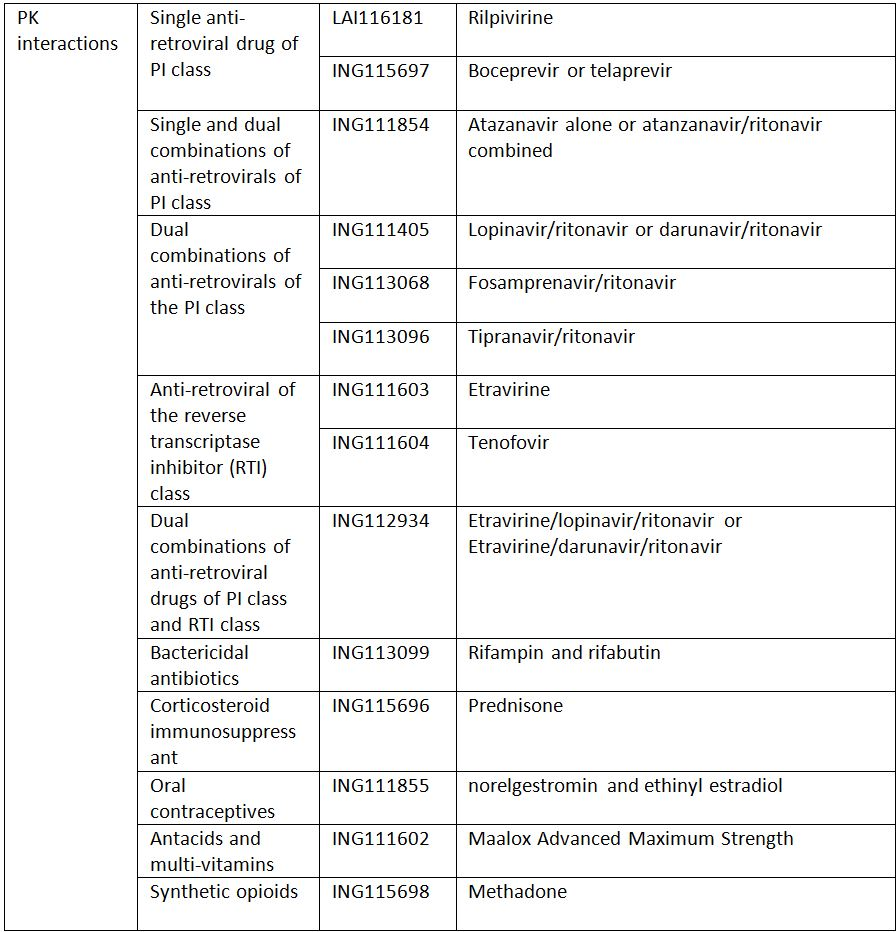 PK
interactions
Single anti-
retroviral drug of
PI class
LAI116181
Rilpivirine
ING115697
Boceprevir or telaprevir
Single and dual
combinations of
anti-retrovirals of
PI class
ING111854
Atazanavir alone or atanzanavir/ritonavir
combined
Dual
combinations of
anti-retrovirals of
the PI class
ING111405
Lopinavir/ritonavir or darunavir/ritonavir
ING113068
Fosamprenavir/ritonavir
ING113096
Tipranavir/ritonavir
Anti-retroviral of
the reverse
transcriptase
inhibitor (RTI)
class
ING111603
Etravirine
ING111604
Tenofovir
Dual
combinations of
anti-retroviral
drugs of PI class
and RTI class
ING112934
Etravirine/lopinavir/ritonavir or
Etravirine/darunavir/ritonavir
Bactericidal
antibiotics
ING113099
Rifampin and rifabutin
Corticosteroid
immunosuppress
ant
ING115696
Prednisone
Oral
contraceptives
ING111855
norelgestromin and ethinyl estradiol
Antacids and
multi-vitamins
ING111602
Maalox Advanced Maximum Strength
Synthetic opioids
ING115698
Methadone